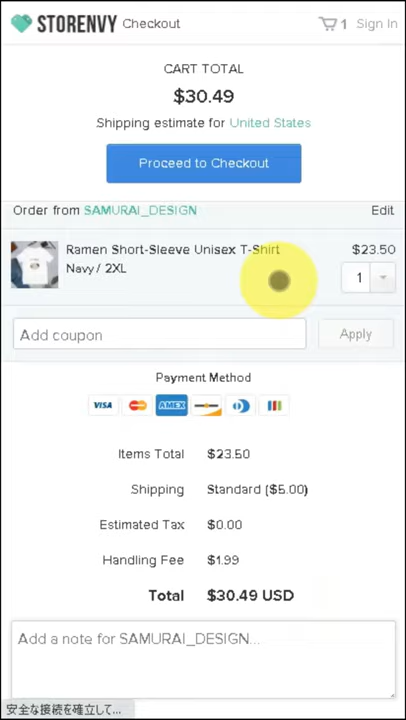 STORENVY Checkout 1 Sign In
CART TOTAL
$30.49
Shipping estimate for United States
Proceed to Checkout
Order from SAMURAI_DESIGN Edit
Ramen Short-Sleeve Unisex T-Shirt $23.50
Navy / 2XL 1
Add coupon Apply
Payment Method
VISA AMEX
Items Total $23.50
Shipping Standard ($5.00)
Estimated Tax $0.00
Handling Fee $1.99
Total $30.49 USD
Add a note for SAMURAI_DESIGN...
安全な接続を確立して...